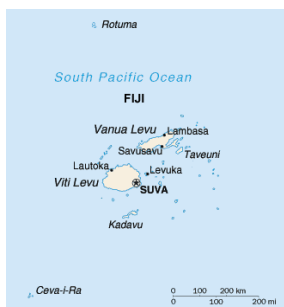 Rotuma
South Pacific Ocean
FIJI
Vanua Levu
Lambasa
Savusavu
Taveuni
Lautoka
Levuka
Viti Levu
SUVA
Kadavu
Ceva-i-Ra
0 100 200 km
0 100 200 mi